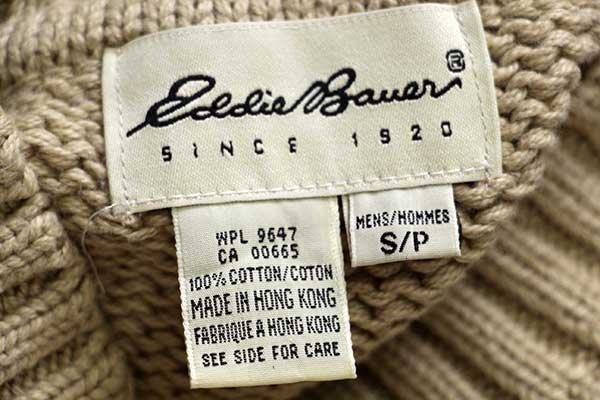 Eddie Bauer®
SINCE 1920
MENS/HOMMES
S/P
WPL 9647
CA 00665
100% COTTON/COTON
MADE IN HONG KONG
FABRIQUE A HONG KONG
SEE SIDE FOR CARE